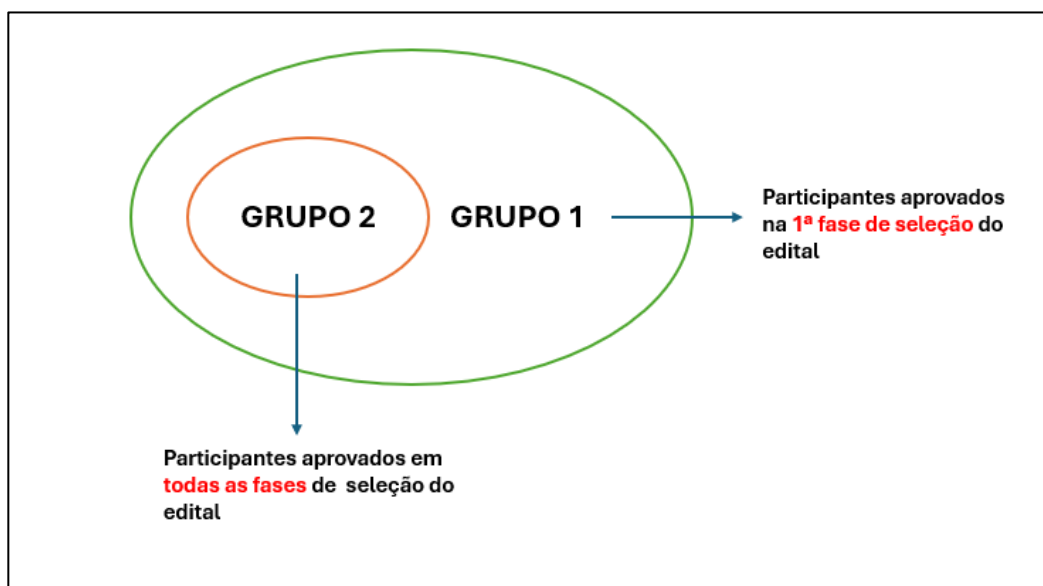 GRUPO 2
GRUPO 1
Participantes aprovados
na 1ª fase de seleção do
edital
Participantes aprovados em
todas as fases de seleção do
edital